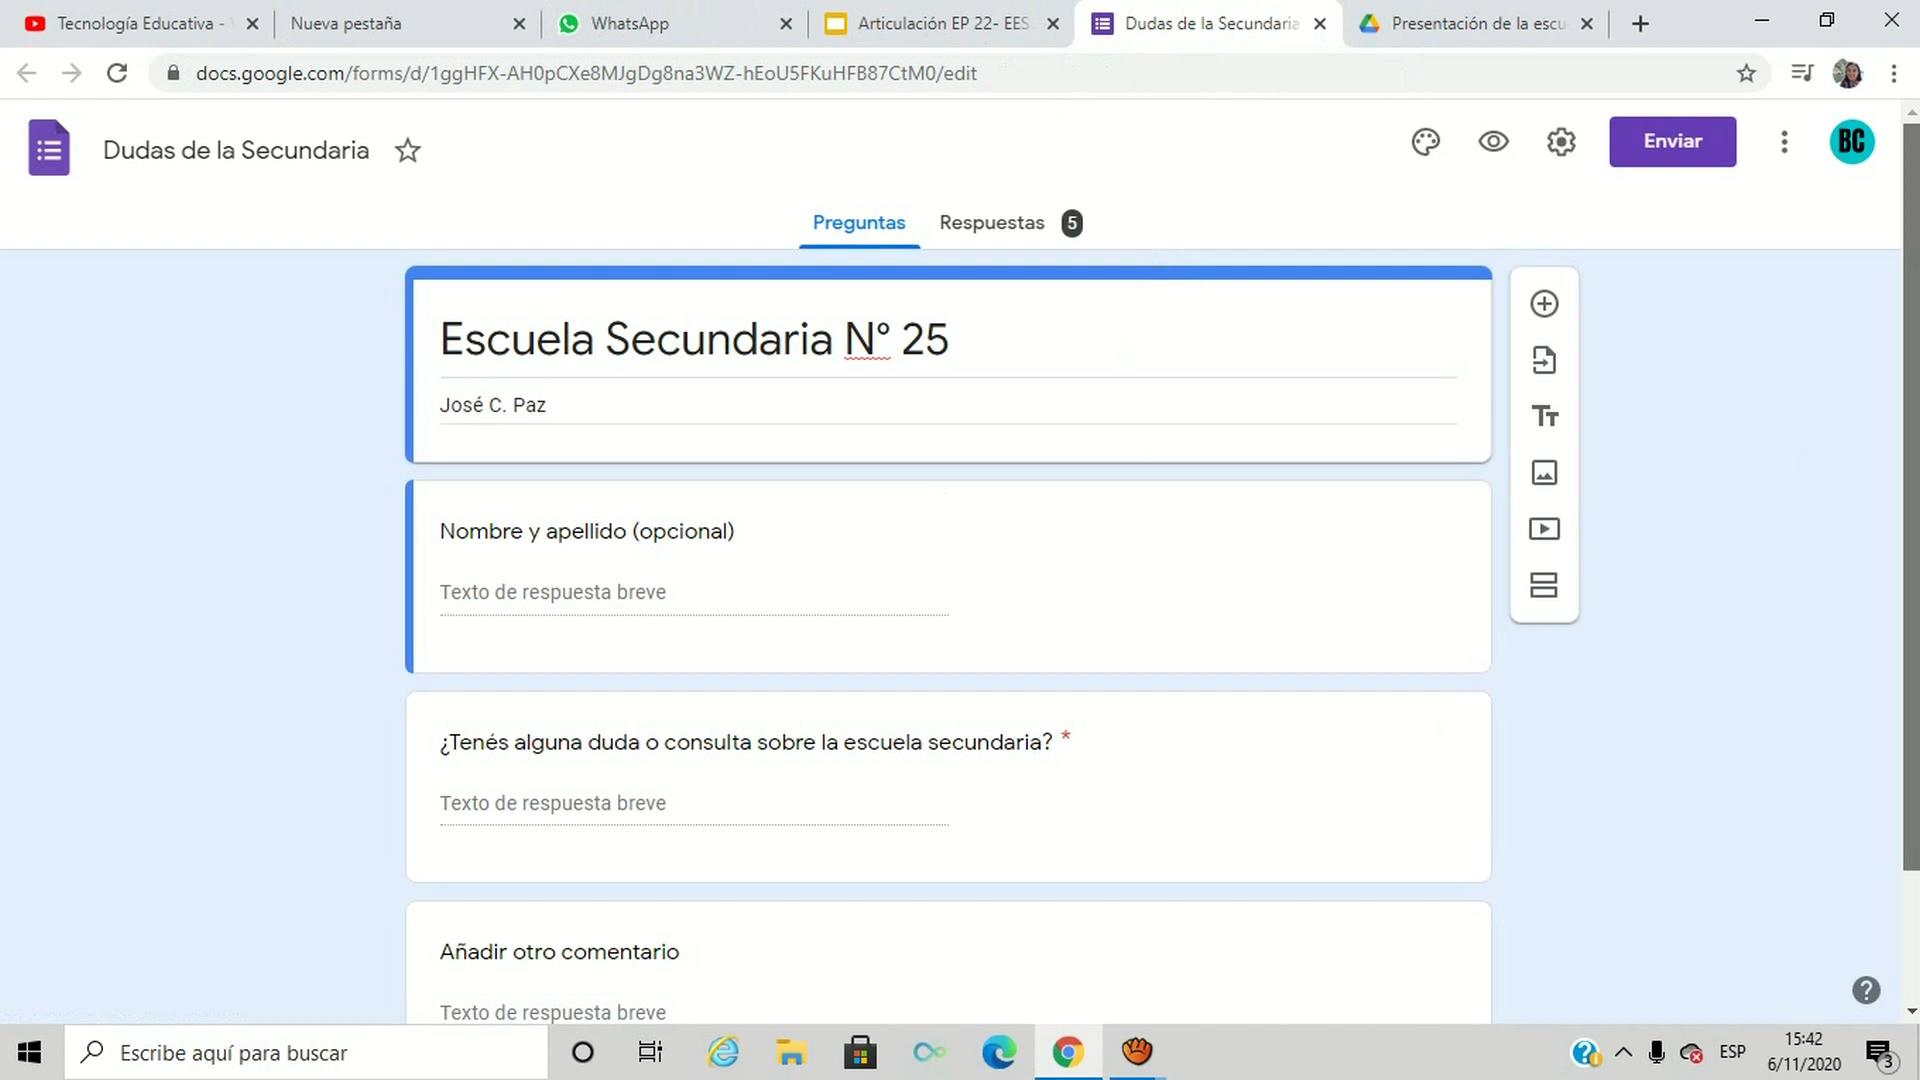 Tecnología Educativa -
Nueva pestaña
WhatsApp
Articulación EP 22- EES
Dudas de la Secundaria
Presentación de la escu
docs.google.com/forms/d/1ggHFX-AH0pCXe8MJgDg8na3WZ-hEoU5FKuHFB87CtM0/edit
Dudas de la Secundaria
Enviar
BC
Preguntas
Respuestas 5
Escuela Secundaria N° 25
José C. Paz
Nombre y apellido (opcional)
Texto de respuesta breve
¿Tenés alguna duda o consulta sobre la escuela secundaria? *
Texto de respuesta breve
Añadir otro comentario
Texto de respuesta breve
Escribe aquí para buscar
ESP
15:42
6/11/2020
3